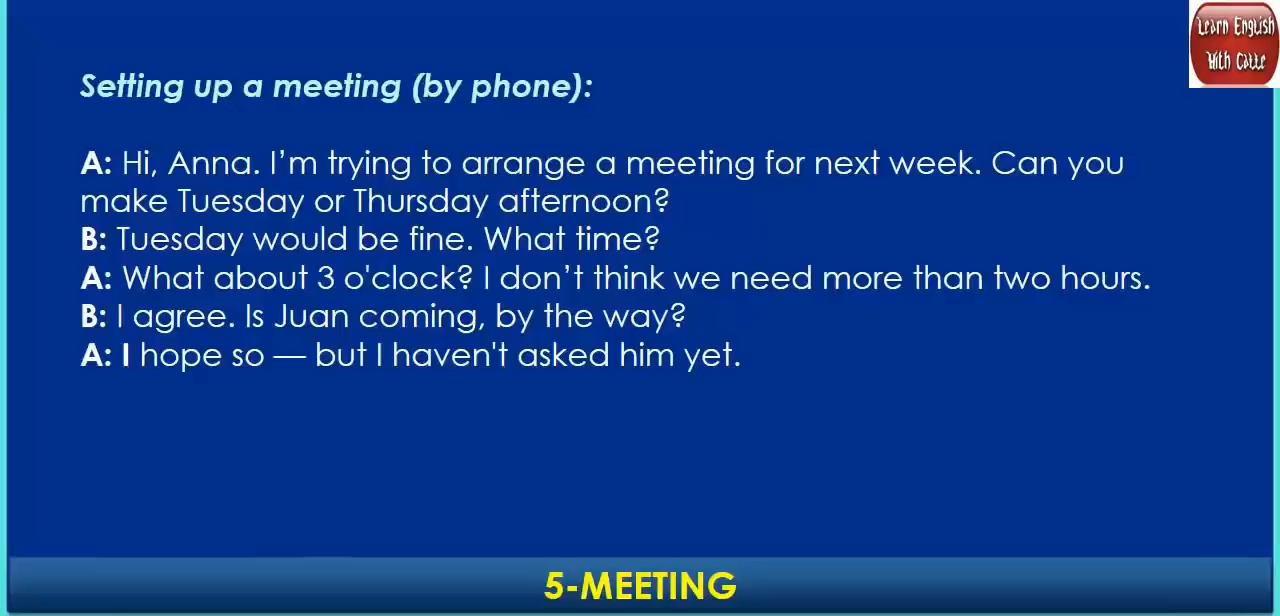 Learn English
With Catte
Setting up a meeting (by phone):
A: Hi, Anna. I’m trying to arrange a meeting for next week. Can you
make Tuesday or Thursday afternoon?
B: Tuesday would be fine. What time?
A: What about 3 o'clock? I don’t think we need more than two hours.
B: I agree. Is Juan coming, by the way?
A: I hope so — but I haven't asked him yet.
5-MEETING